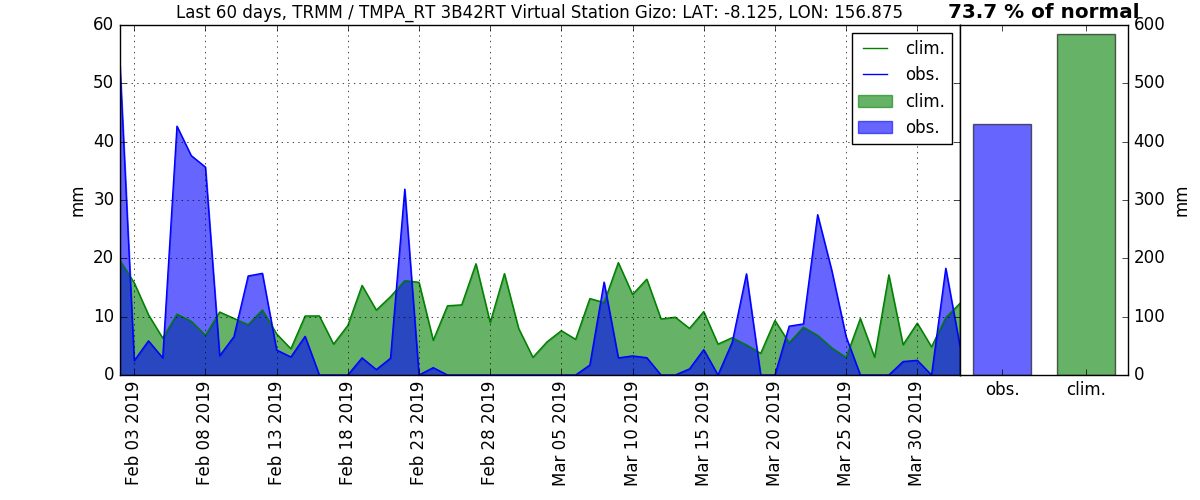 Last 60 days, TRMM / TMPA_RT 3B42RT Virtual Station Gizo: LAT: -8.125, LON: 156.875
73.7 % of normal
60
50
40
30
20
10
0
mm
clim.
obs.
clim.
obs.
600
500
400
300
200
100
0
mm
Feb 03 2019
Feb 08 2019
Feb 13 2019
Feb 18 2019
Feb 23 2019
Feb 28 2019
Mar 05 2019
Mar 10 2019
Mar 15 2019
Mar 20 2019
Mar 25 2019
Mar 30 2019
obs.
clim.